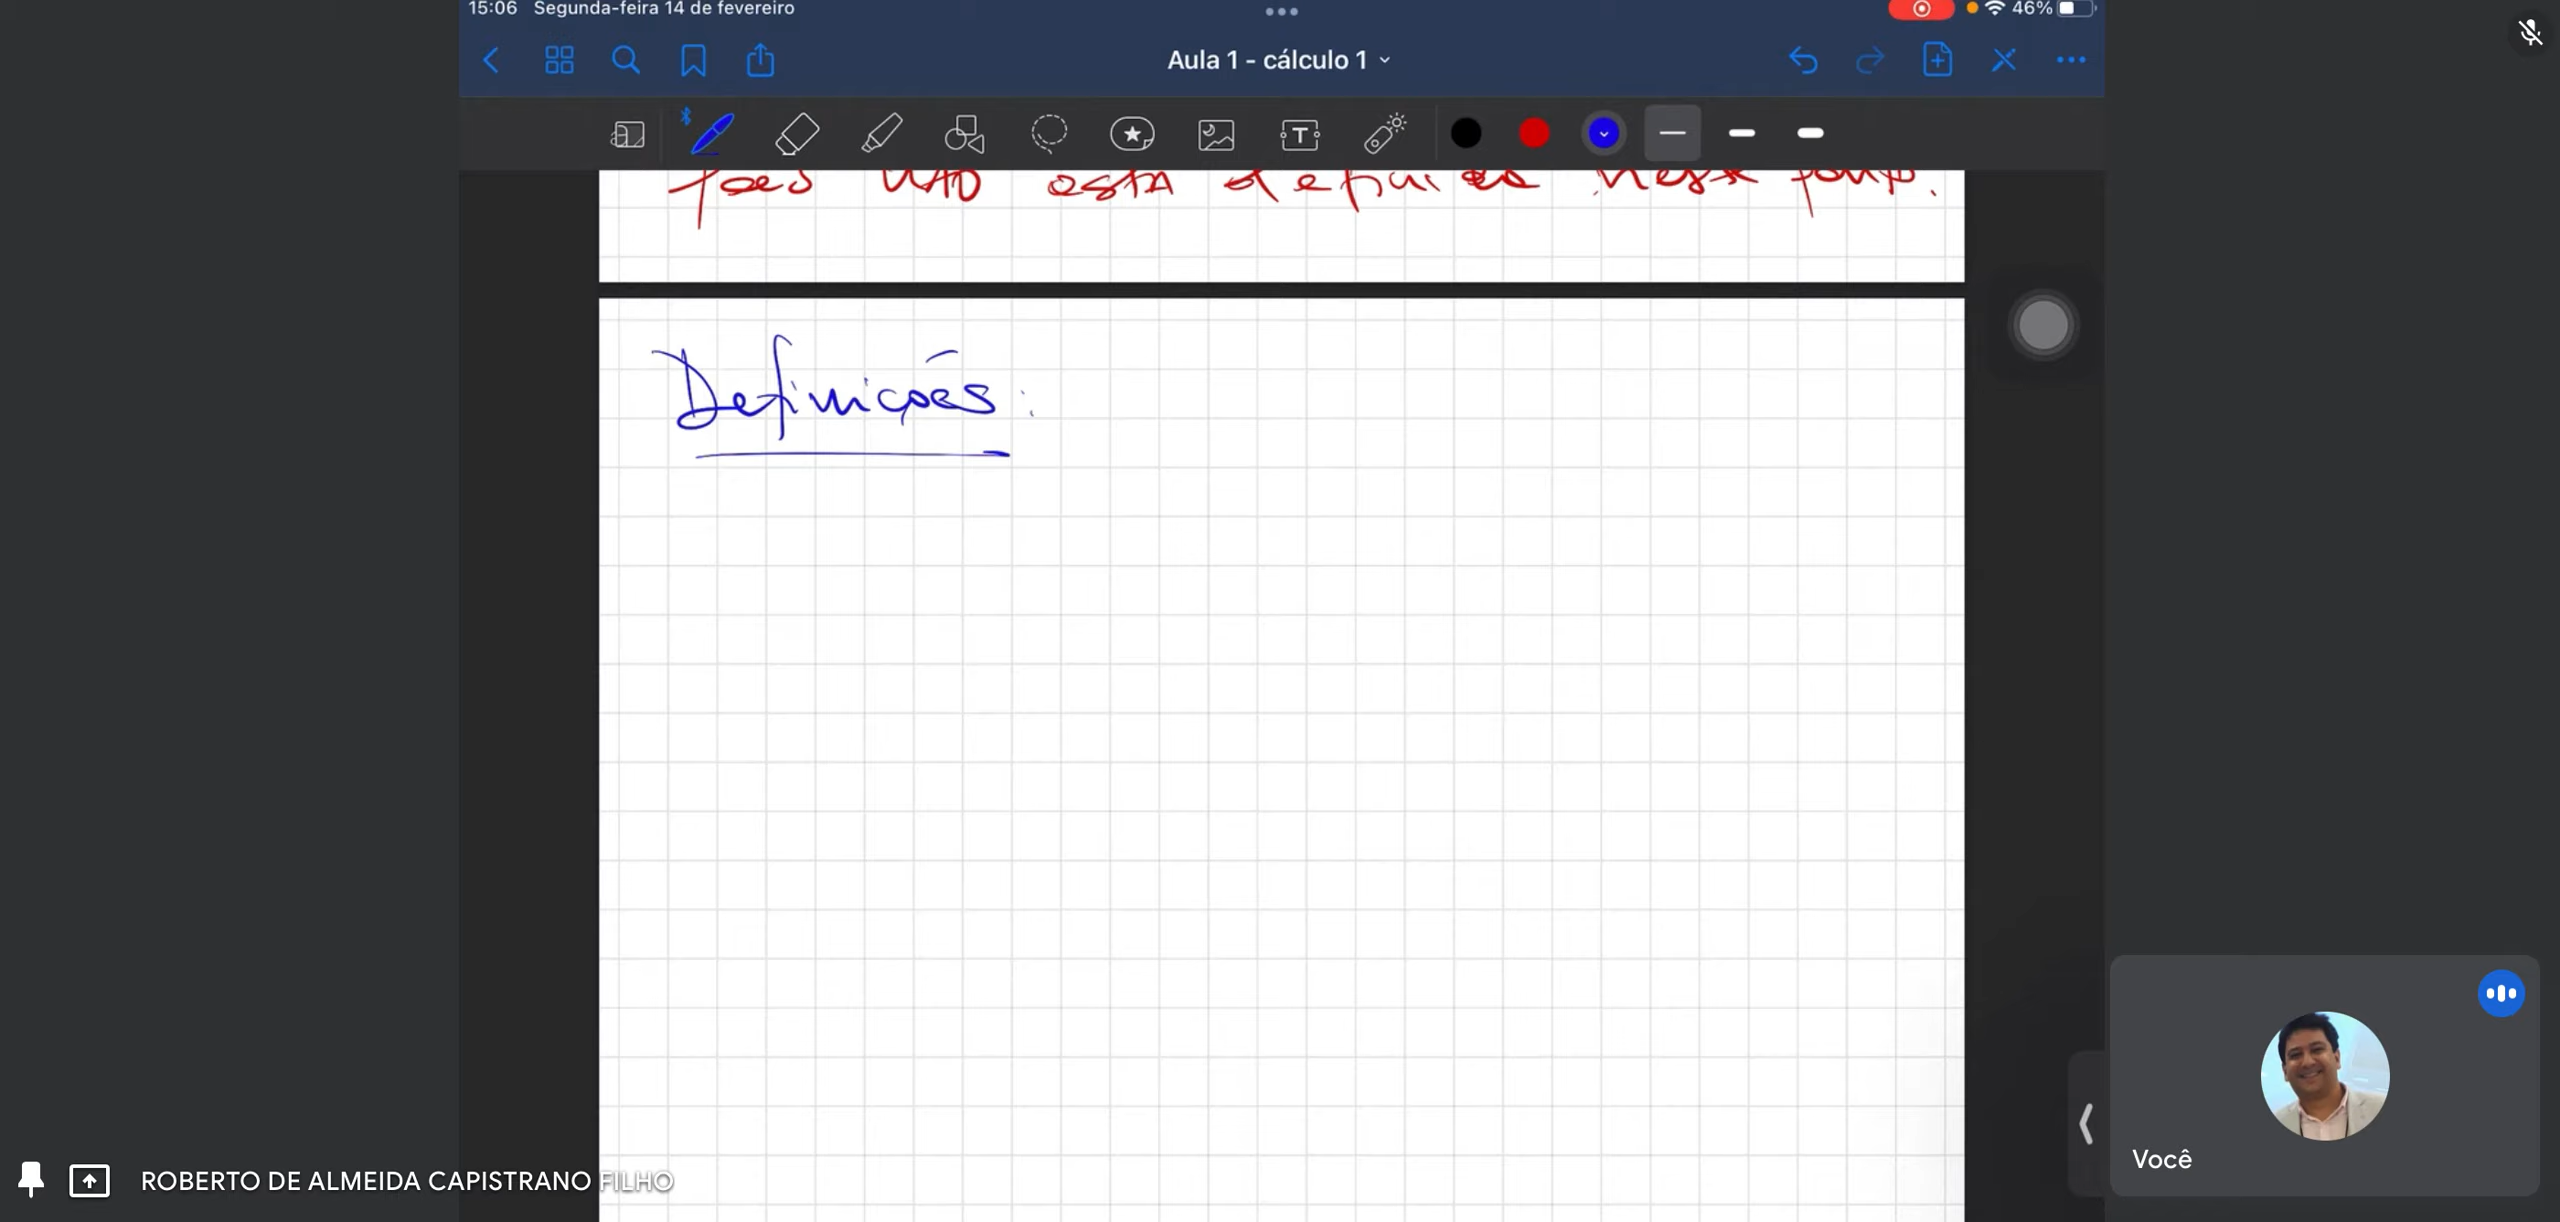 15:06 Segunda-feira 14 de fevereiro
46%
Aula 1 - cálculo 1
a
T
pois NÃO está definida nesse ponto.
Definições:
Você
ROBERTO DE ALMEIDA CAPISTRANO FILHO